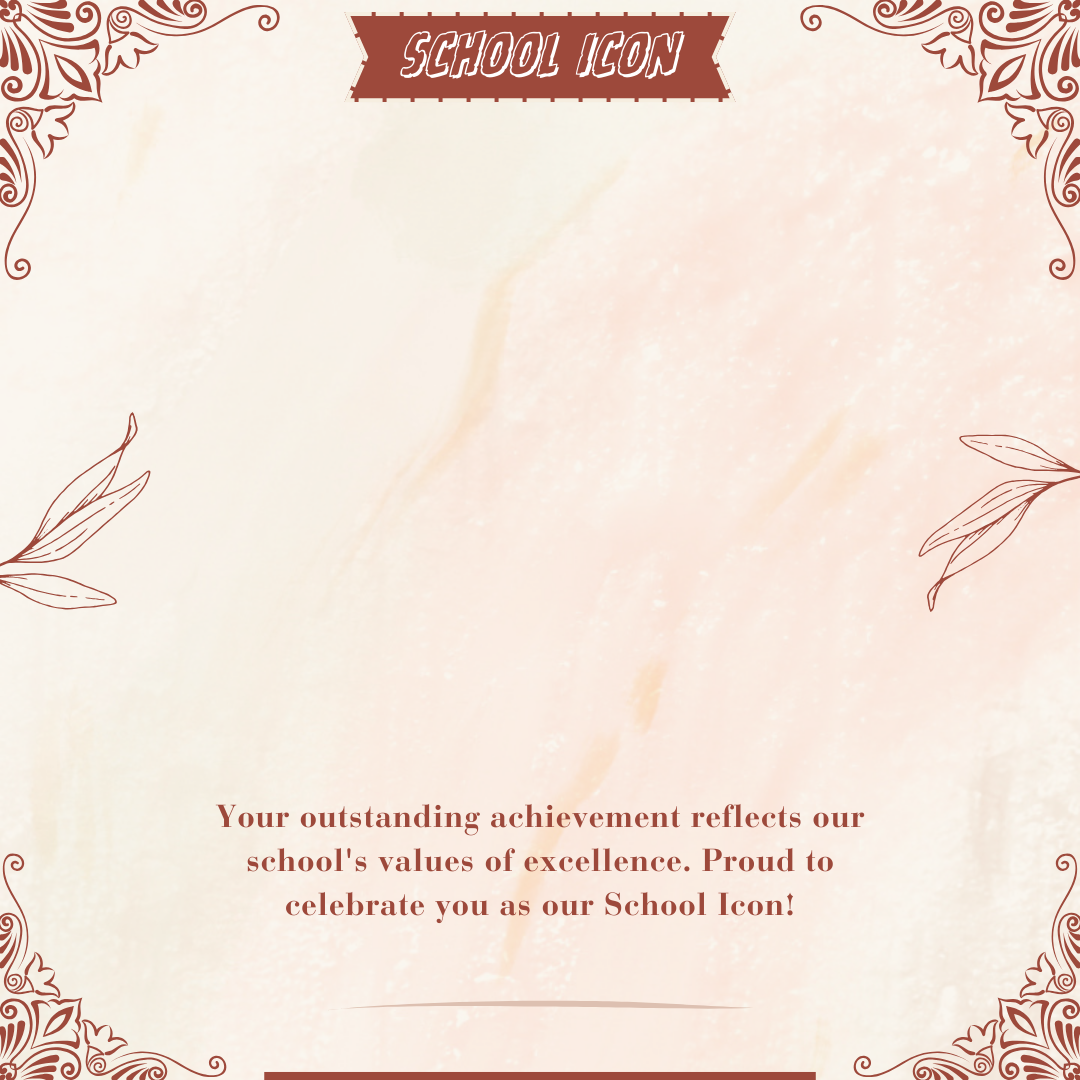 SCHOOL ICON
Your outstanding achievement reflects our
school's values of excellence. Proud to
celebrate you as our School Icon!